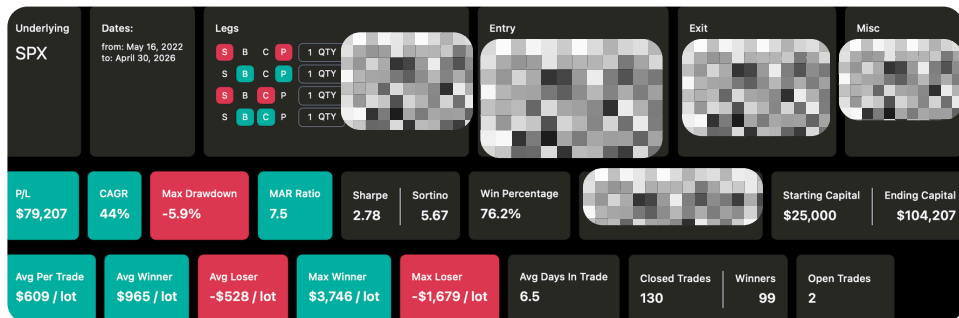 Underlying
SPX
Dates:
from: May 16, 2022
to: April 30, 2026
Legs
S B C P 1 QTY
S B C P 1 QTY
S B C P 1 QTY
S B C P 1 QTY
Entry
Exit
Misc
P/L
$79,207
CAGR
44%
Max Drawdown
-5.9%
MAR Ratio
7.5
Sharpe
2.78
Sortino
5.67
Win Percentage
76.2%
Starting Capital
$25,000
Ending Capital
$104,207
Avg Per Trade
$609 / lot
Avg Winner
$965 / lot
Avg Loser
-$528 / lot
Max Winner
$3,746 / lot
Max Loser
-$1,679 / lot
Avg Days In Trade
6.5
Closed Trades
130
Winners
99
Open Trades
2